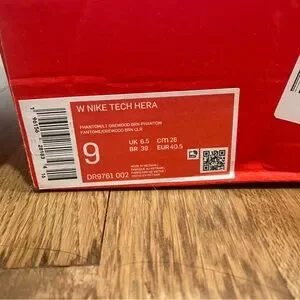 W NIKE TECH HERA
PHANTOM/LT OREWOOD BRN-PHANTOM
FANTOME/OREWOOD BRN CLR
9
UK 6.5 cm 26
BR 39 EUR 40.5
DR9761 002